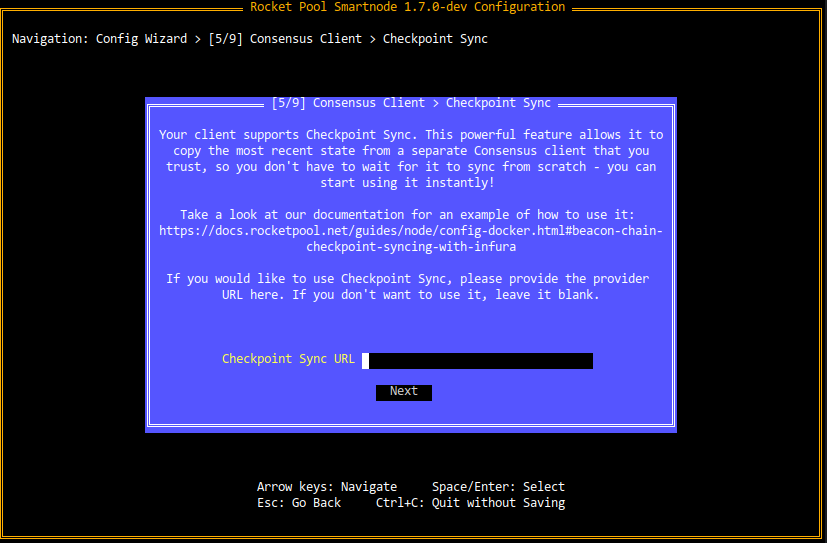 Rocket Pool Smartnode 1.7.0-dev Configuration
Navigation: Config Wizard > [5/9] Consensus Client > Checkpoint Sync
[5/9] Consensus Client > Checkpoint Sync
Your client supports Checkpoint Sync. This powerful feature allows it to
copy the most recent state from a separate Consensus client that you
trust, so you don't have to wait for it to sync from scratch - you can
start using it instantly!
Take a look at our documentation for an example of how to use it:
https://docs.rocketpool.net/guides/node/config-docker.html#beacon-chain-
checkpoint-syncing-with-infura
If you would like to use Checkpoint Sync, please provide the provider
URL here. If you don't want to use it, leave it blank.
Checkpoint Sync URL
Next
Arrow keys: Navigate     Space/Enter: Select
Esc: Go Back     Ctrl+C: Quit without Saving